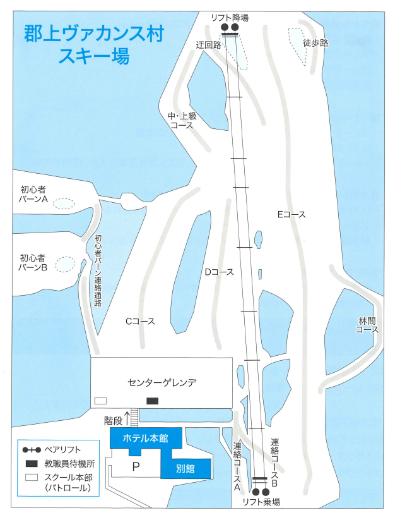 郡上ヴァカンス村
スキー場
リフト降場
迂回路
徒歩路
中・上級
コース
初心者
バーンA
初心者
バーンB
初心者バーン連絡通路
Eコース
Dコース
Cコース
林間
コース
センターゲレンデ
階段
ホテル本館
P
別館
連絡コースA
連絡コースB
リフト乗場
ペアリフト
教職員待機所
スクール本部
(パトロール)